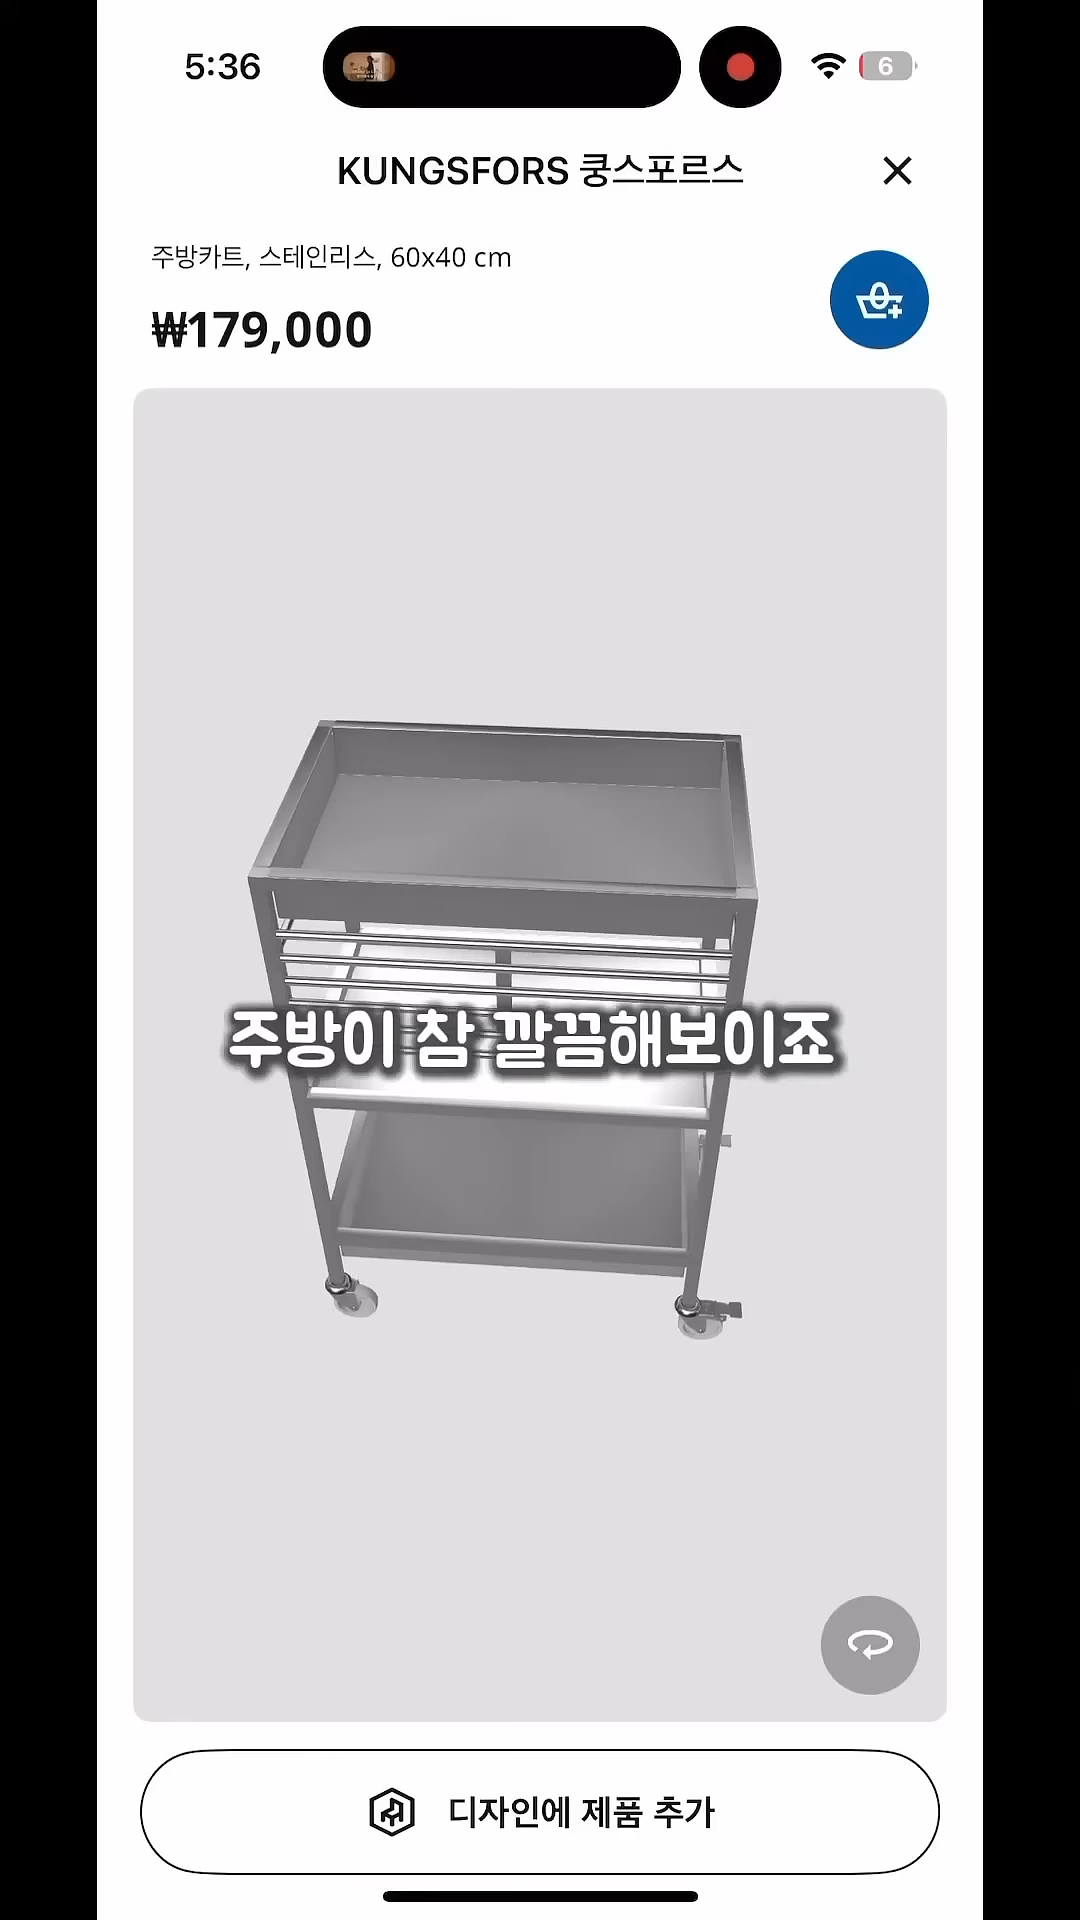 5:36
6
KUNGSFORS 쿵스포르스
주방카트, 스테인리스, 60x40 cm
₩179,000
주방이 참 깔끔해보이죠
디자인에 제품 추가